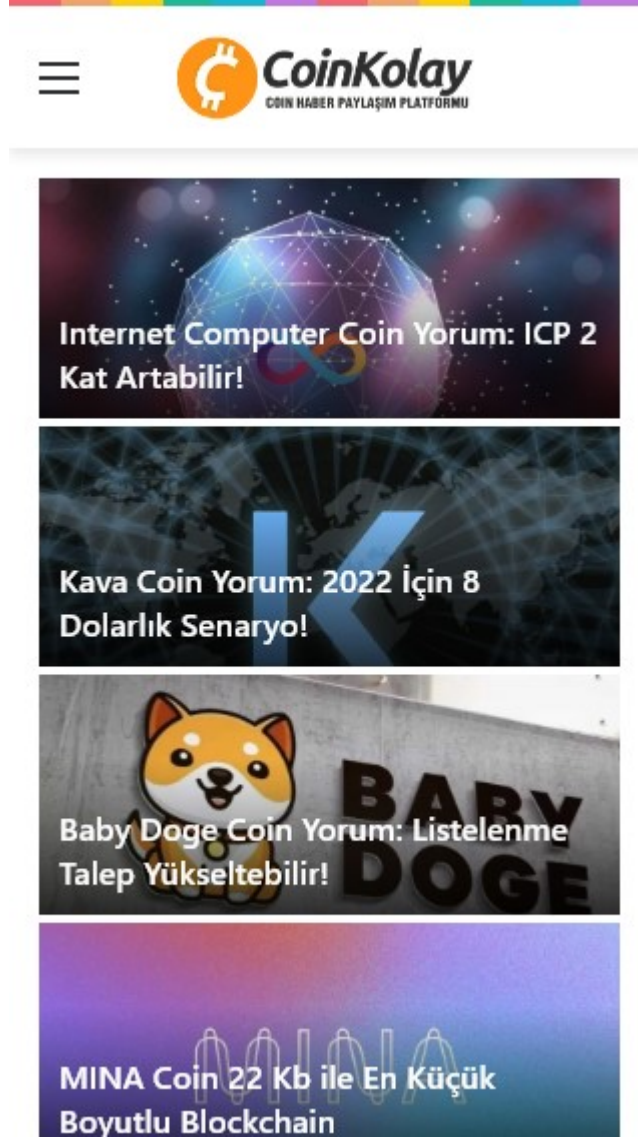 CoinKolay
COIN HABER PAYLAŞIM PLATFORMU
Internet Computer Coin Yorum: ICP 2
Kat Artabilir!
Kava Coin Yorum: 2022 İçin 8
Dolarlık Senaryo!
BABY
DOGE
Baby Doge Coin Yorum: Listelenme
Talep Yükseltebilir!
MINA
MINA Coin 22 Kb ile En Küçük
Boyutlu Blockchain